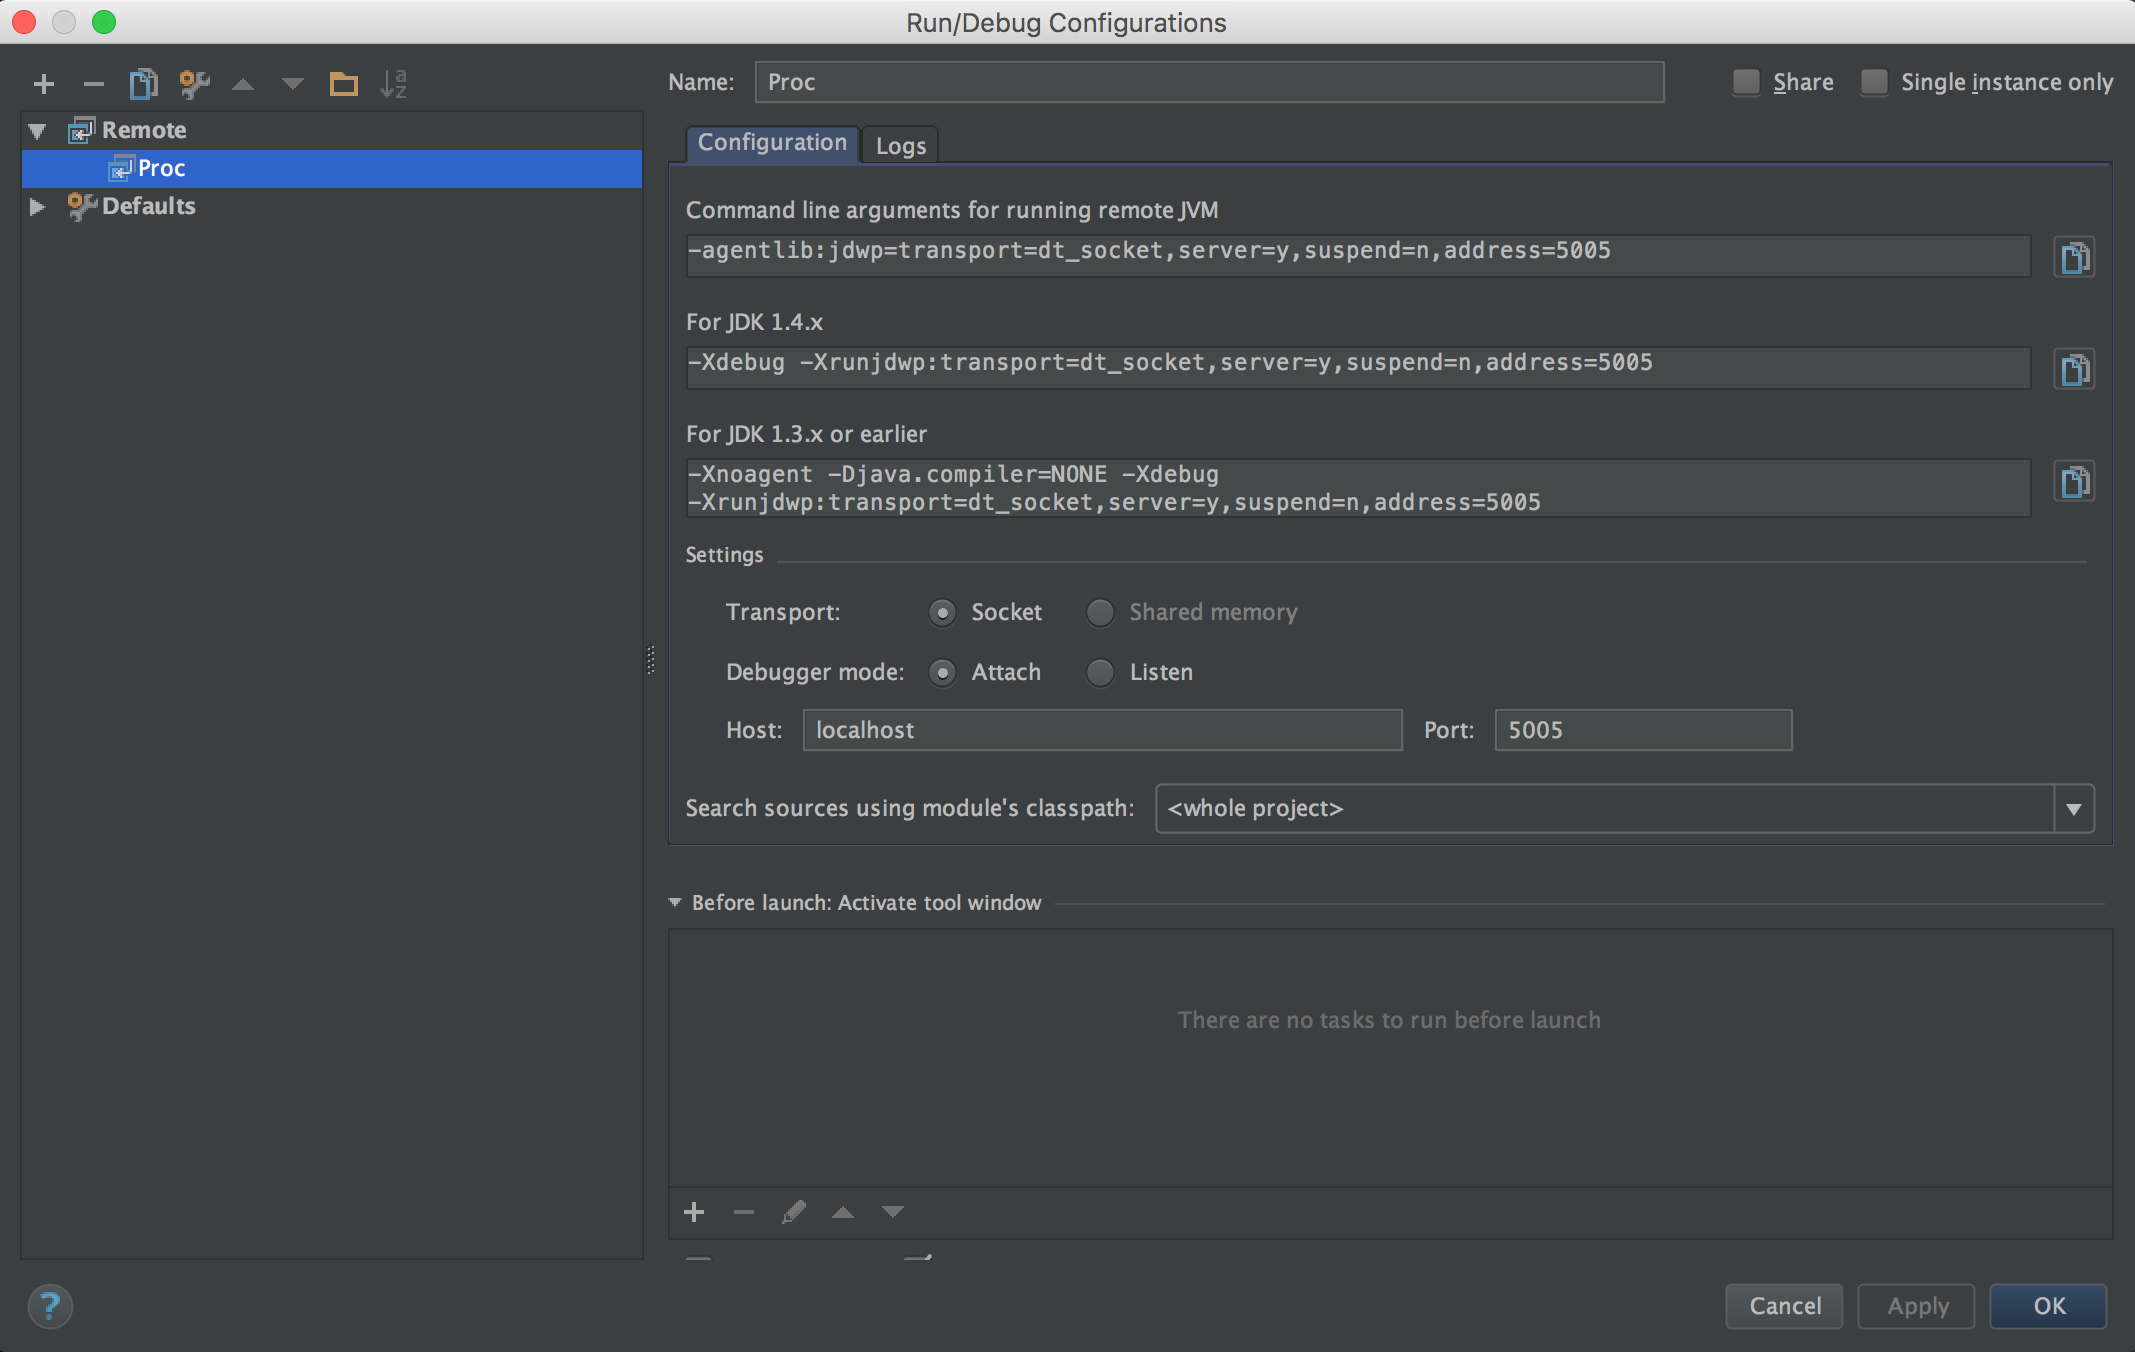 Run/Debug Configurations
Name: Proc Share Single instance only
Remote
Proc
Defaults
Configuration Logs
Command line arguments for running remote JVM
-agentlib:jdwp=transport=dt_socket,server=y,suspend=n,address=5005
For JDK 1.4.x
-Xdebug -Xrunjdwp:transport=dt_socket,server=y,suspend=n,address=5005
For JDK 1.3.x or earlier
-Xnoagent -Djava.compiler=NONE -Xdebug
-Xrunjdwp:transport=dt_socket,server=y,suspend=n,address=5005
Settings
Transport: Socket Shared memory
Debugger mode: Attach Listen
Host: localhost Port: 5005
Search sources using module's classpath: <whole project>
Before launch: Activate tool window
There are no tasks to run before launch
? Cancel Apply OK